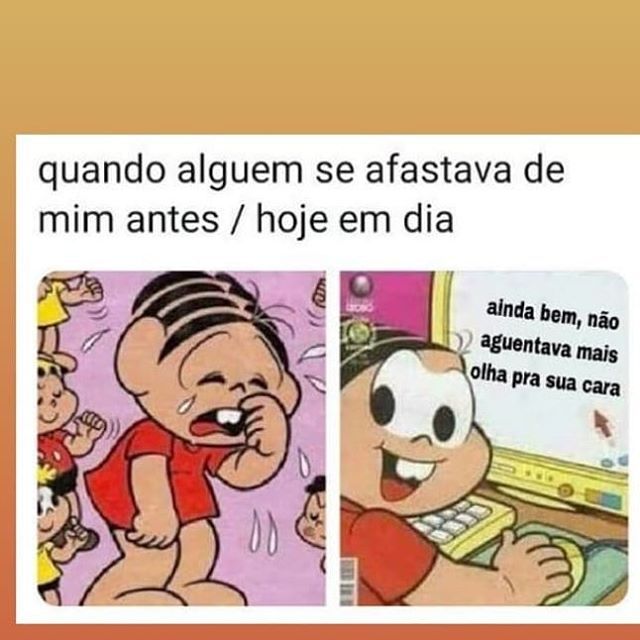 quando alguem se afastava de
mim antes / hoje em dia
ainda bem, não
aguentava mais
olha pra sua cara